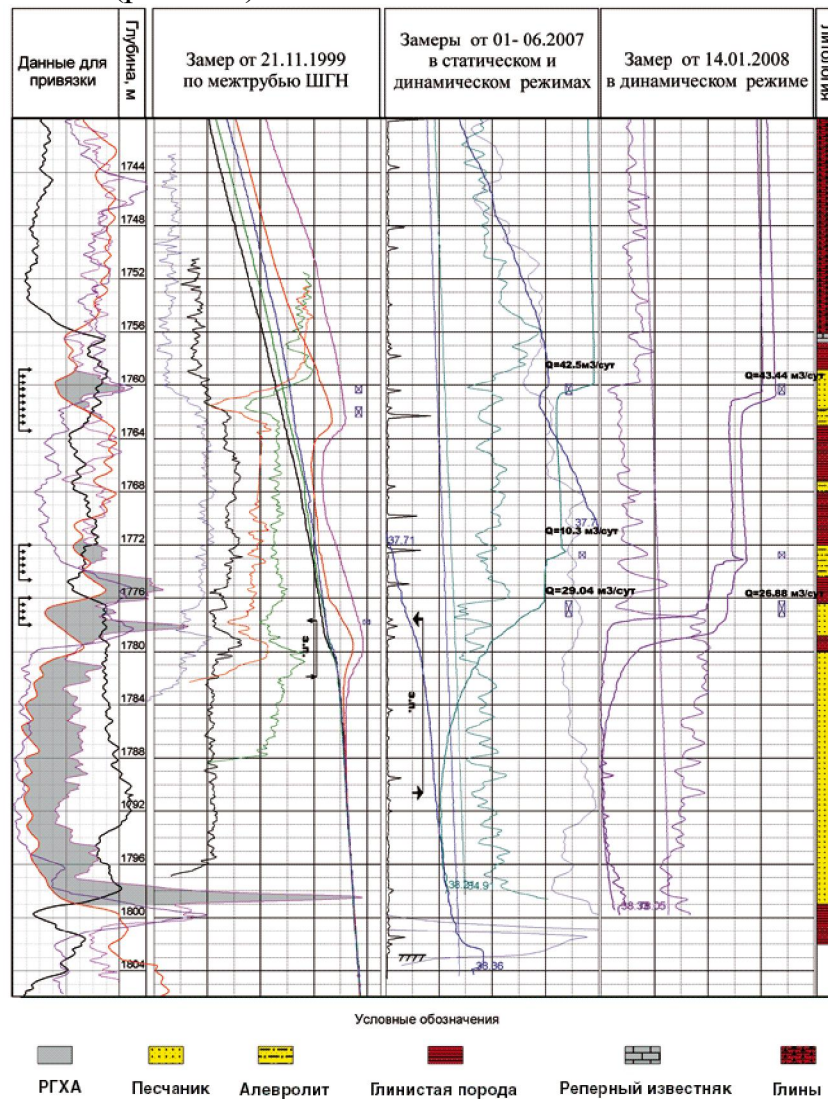 Данные для
привязки
Глубина, м
Замер от 21.11.1999
по межтрубью ШГН
Замеры от 01- 06.2007
в статическом и
динамическом режимах
Замер от 14.01.2008
в динамическом режиме
1744
1748
1752
1756
1760
1764
1768
1772
1776
1780
1784
1788
1792
1796
1800
1804
Q=42.5м3/сут
Q=43.44 м3/сут
37.7
Q=10.3 м3/сут
37.71
Q=29.04 м3/сут
Q=26.88 м3/сут
з.п.
з.п.
38.36
Условные обозначения
РГХА
Песчаник
Алевролит
Глинистая порода
Реперный известняк
Глины